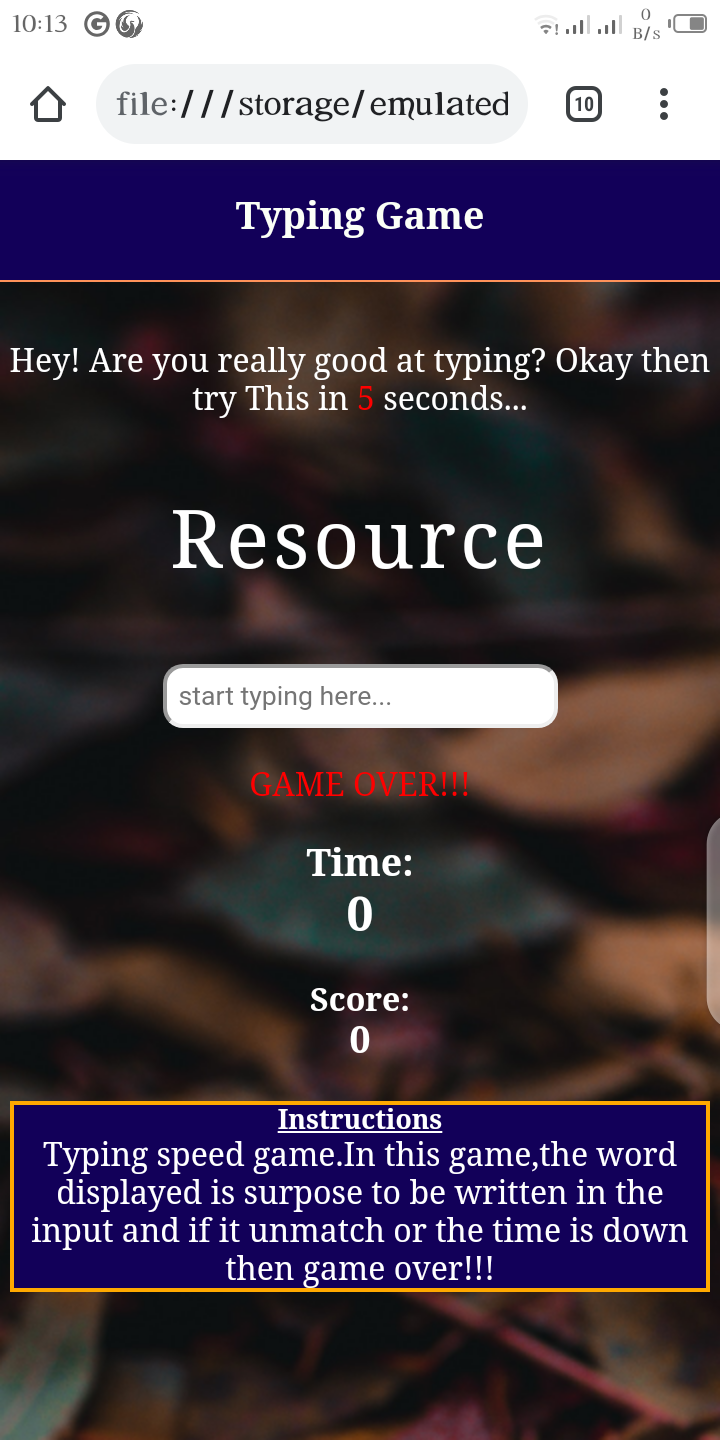 10:13
0
B/s
file:///storage/emulated
10
Typing Game
Hey! Are you really good at typing? Okay then
try This in 5 seconds...
Resource
start typing here...
GAME OVER!!!
Time:
0
Score:
0
Instructions
Typing speed game.In this game,the word
displayed is surpose to be written in the
input and if it unmatch or the time is down
then game over!!!